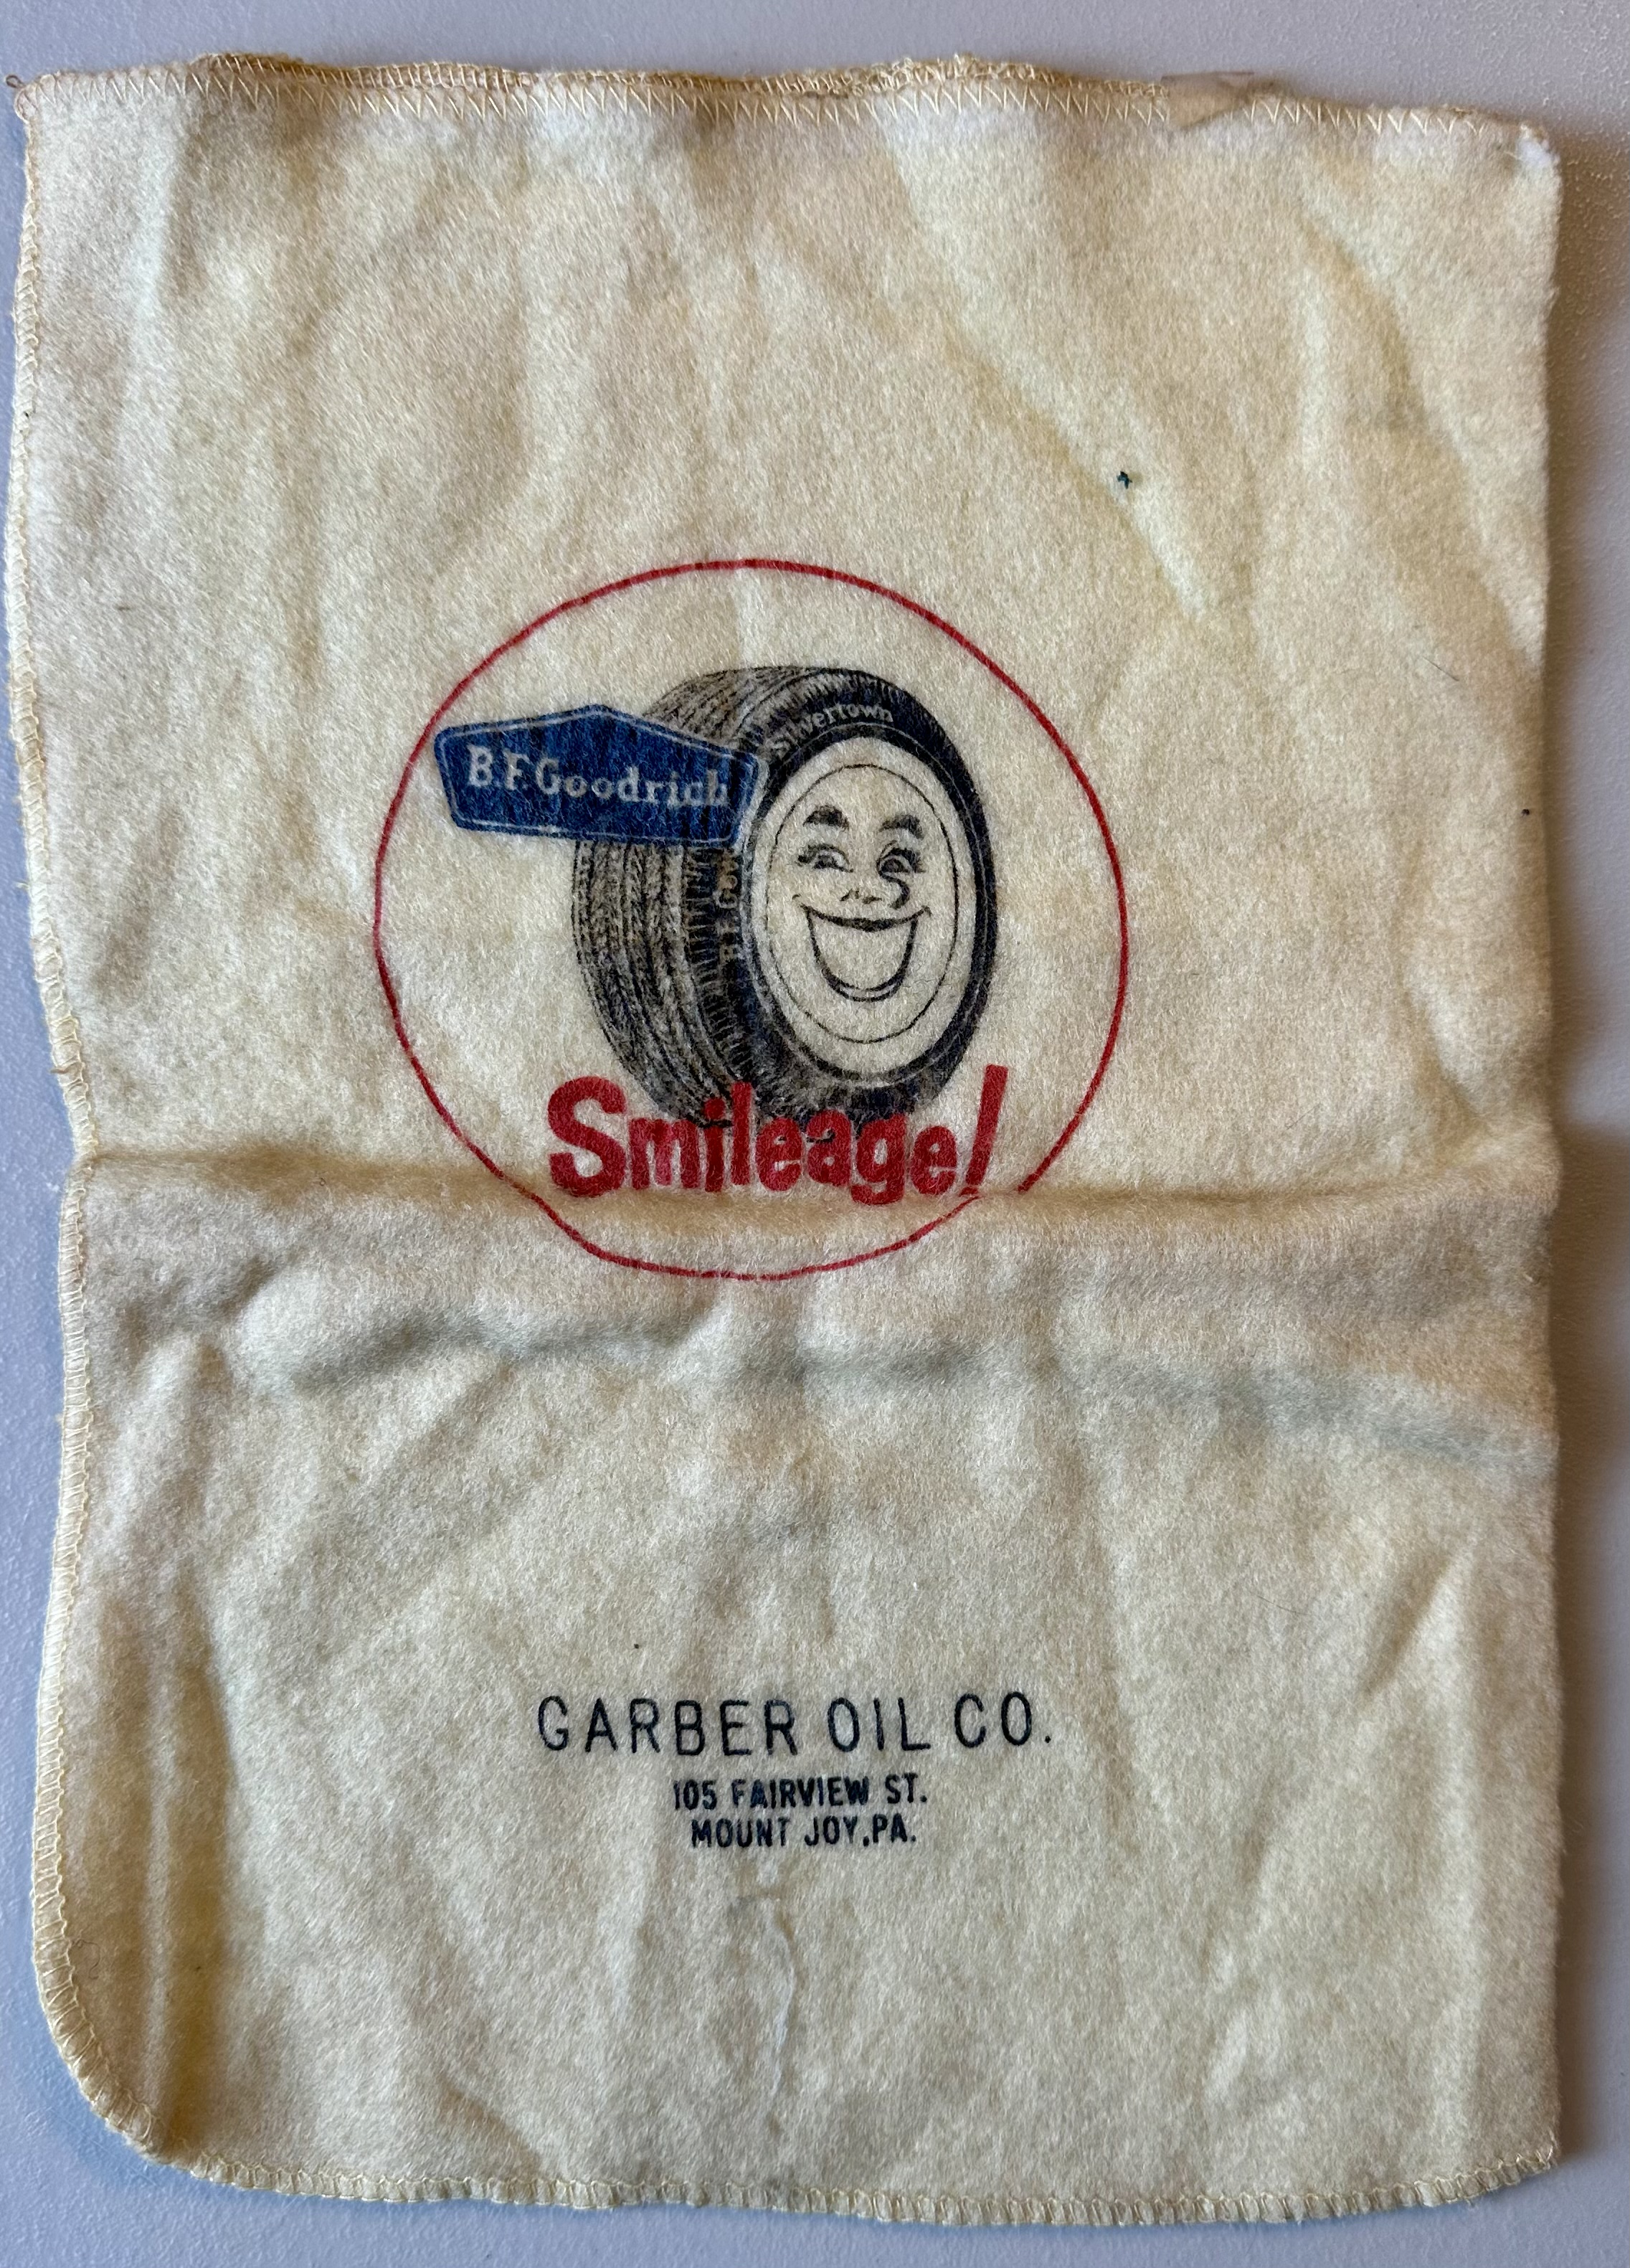 Silvertown
B.F.Goodrich
Smileage!
GARBER OIL CO.
105 FAIRVIEW ST.
MOUNT JOY, PA.